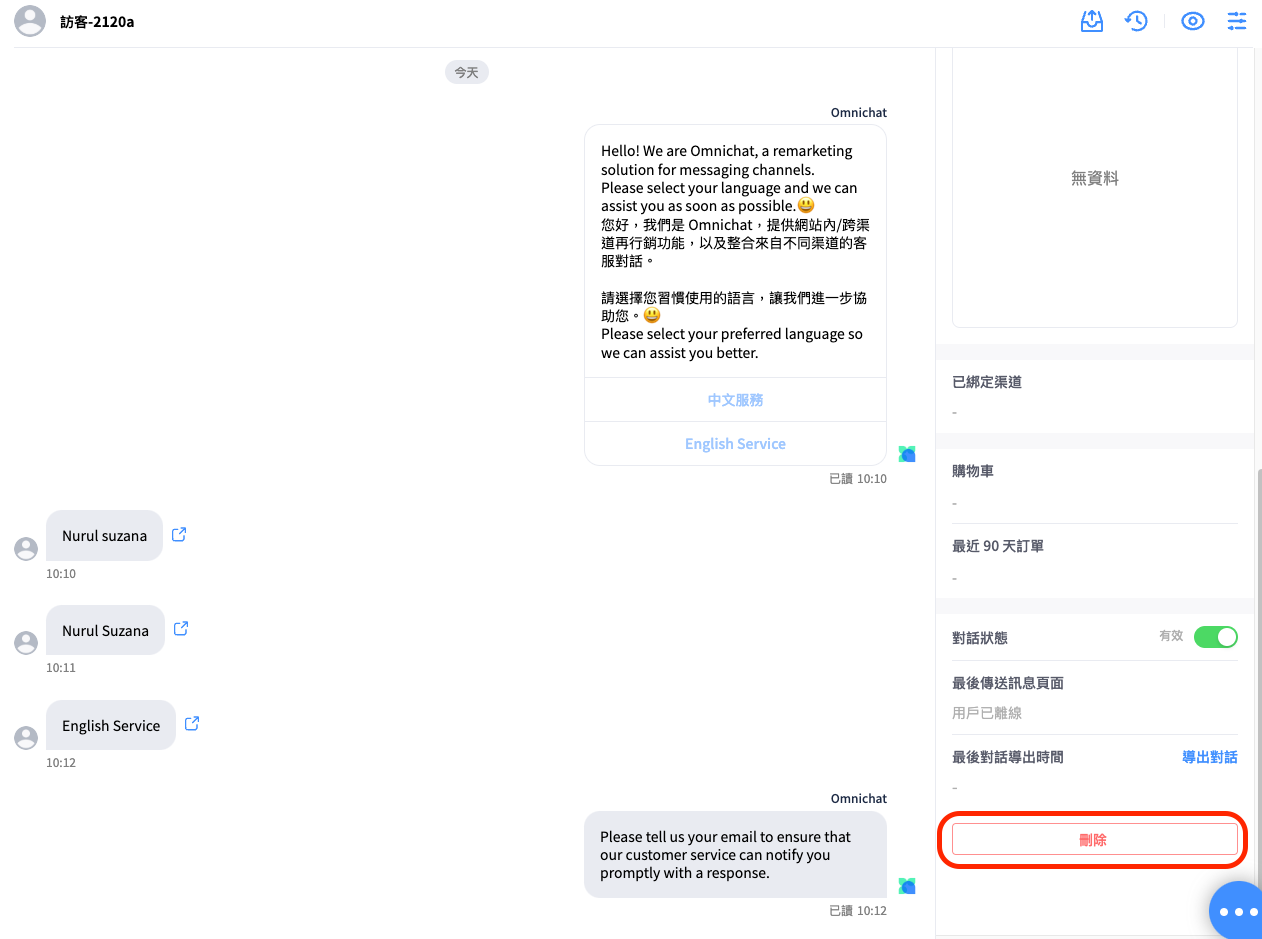 訪客-2120a
今天
Omnichat
Hello! We are Omnichat, a remarketing
solution for messaging channels.
Please select your language and we can
assist you as soon as possible.😃
您好，我們是 Omnichat，提供網站內/跨渠
道再行銷功能，以及整合來自不同渠道的客
服對話。
請選擇您習慣使用的語言，讓我們進一步協
助您。😃
Please select your preferred language so
we can assist you better.
中文服務
English Service
已讀 10:10
Nurul suzana
10:10
Nurul Suzana
10:11
English Service
10:12
Omnichat
Please tell us your email to ensure that
our customer service can notify you
promptly with a response.
已讀 10:12
無資料
已綁定渠道
-
購物車
-
最近 90 天訂單
-
對話狀態
有效
最後傳送訊息頁面
用戶已離線
最後對話導出時間
導出對話
-
刪除